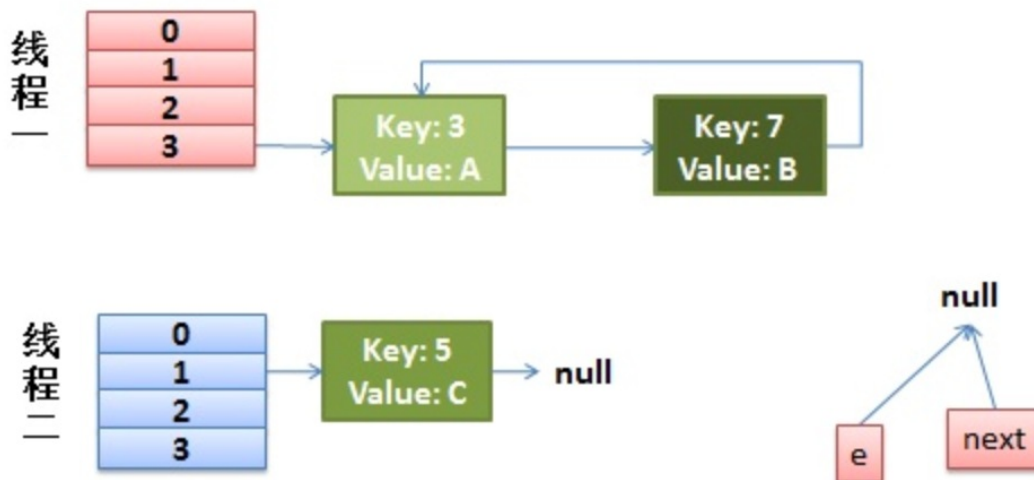 线程一
0
1
2
3
Key: 3
Value: A
Key: 7
Value: B
线程二
0
1
2
3
Key: 5
Value: C
null
null
e
next